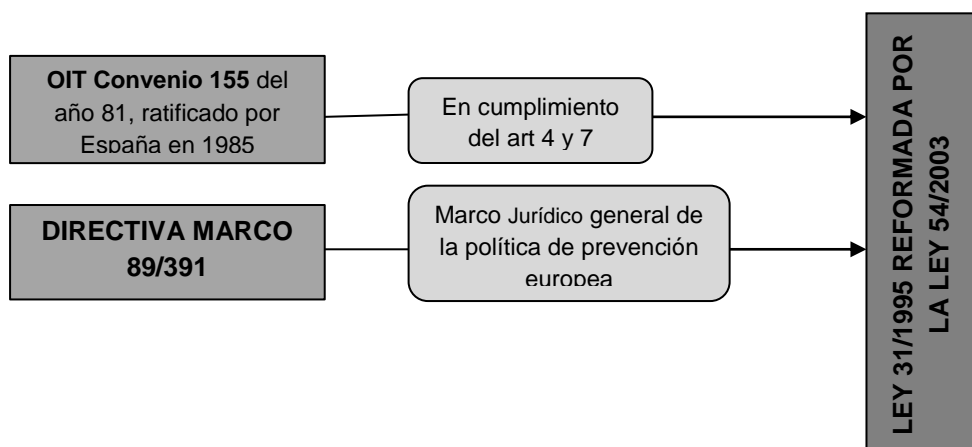 OIT Convenio 155 del
año 81, ratificado por
España en 1985
En cumplimiento
del art 4 y 7
DIRECTIVA MARCO
89/391
Marco Jurídico general de
la política de prevención
europea
LEY 31/1995 REFORMADA POR
LA LEY 54/2003